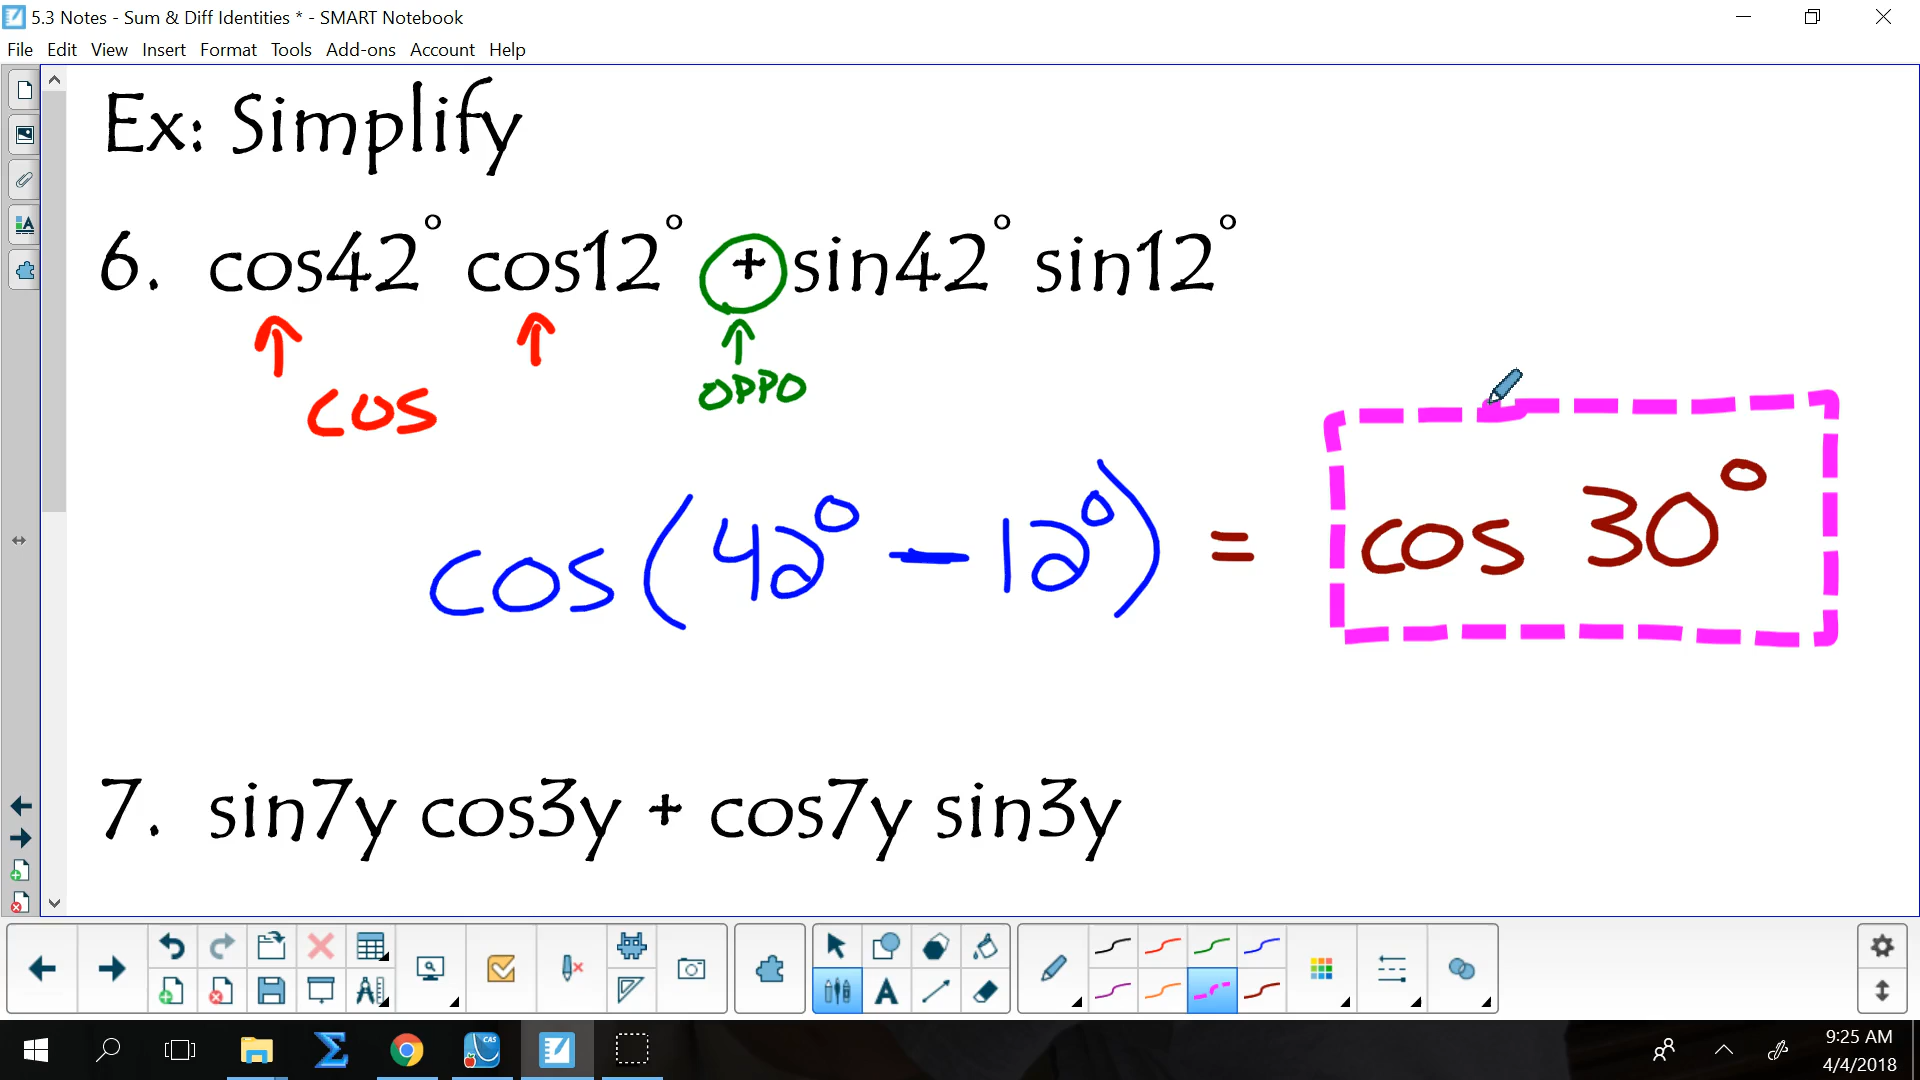 5.3 Notes - Sum & Diff Identities * - SMART Notebook
File Edit View Insert Format Tools Add-ons Account Help
Ex: Simplify
6. cos42° cos12° + sin42° sin12°
OPPO
cos
cos(42° - 12°) = cos 30°
7. sin7y cos3y + cos7y sin3y
CAS
9:25 AM
4/4/2018